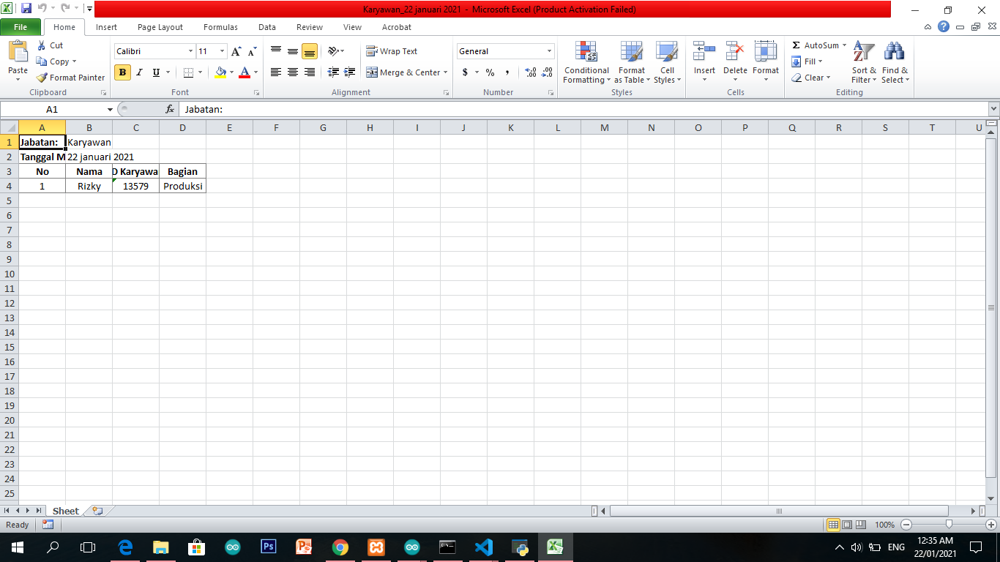 Karyawan_22 januari 2021 - Microsoft Excel (Product Activation Failed)
File Home Insert Page Layout Formulas Data Review View Acrobat
Paste
Cut
Copy
Format Painter
Clipboard
Calibri 11
B I U
Font
Wrap Text
Merge & Center
Alignment
General
$ % ,
Number
Conditional Formatting
Format as Table
Cell Styles
Styles
Insert Delete Format
Cells
Σ AutoSum
Fill
Clear
Sort & Filter
Find & Select
Editing
A1 fx Jabatan:
A B C D E F G H I J K L M N O P Q R S T U
1 Jabatan: Karyawan
2 Tanggal M 22 januari 2021
3 No Nama D Karyawa Bagian
4 1 Rizky 13579 Produksi
5
6
7
8
9
10
11
12
13
14
15
16
17
18
19
20
21
22
23
24
25
Sheet
Ready 100%
Ps ENG 12:35 AM
22/01/2021